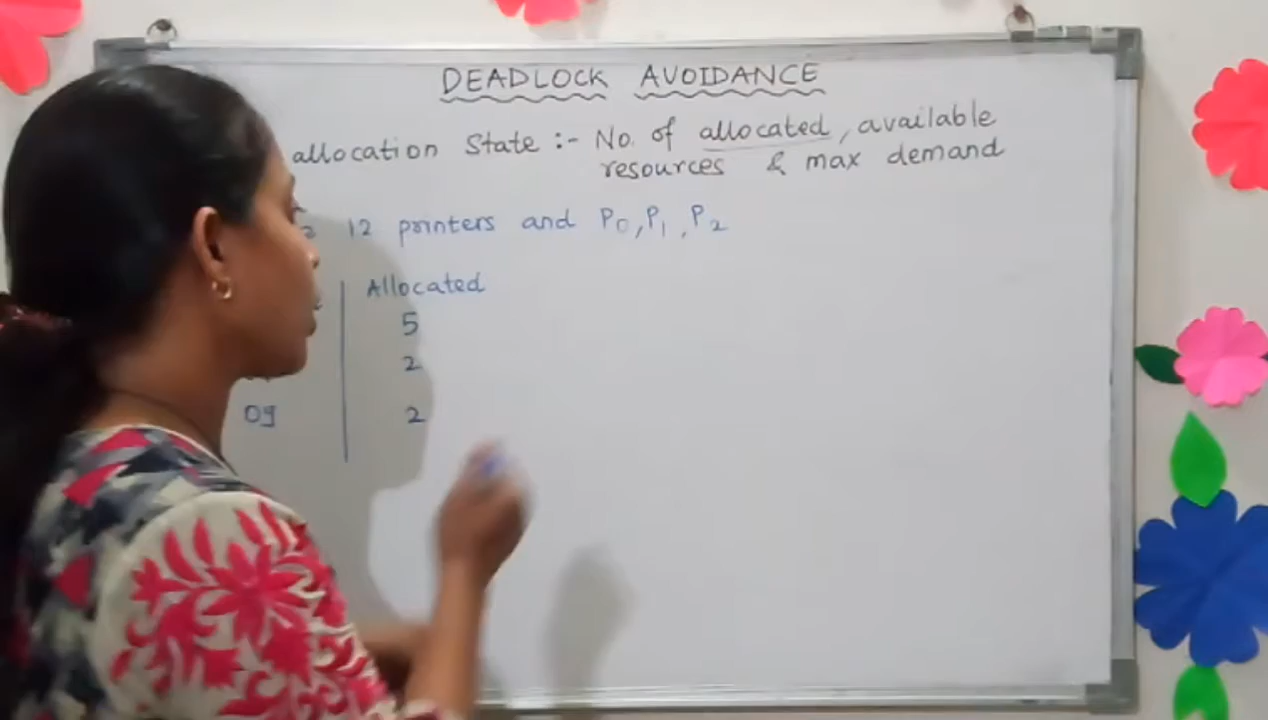 DEADLOCK AVOIDANCE
allocation State :- No. of allocated, available
resources & max demand
12 printers and P0, P1, P2
Allocated
5
2
09 2